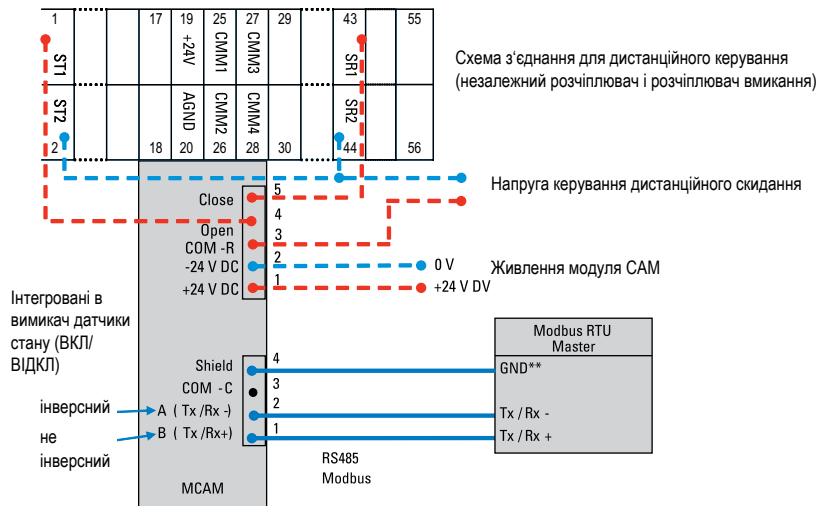 1 17 19 25 27 29 43 55
ST1 +24V CMM1 CMM3 SR1
ST2 AGND CMM2 CMM4 SR2
2 18 20 26 28 30 44 56
Схема з‘єднання для дистанційного керування
(незалежний розчіплювач і розчіплювач вмикання)
Напруга керування дистанційного скидання
Close 5
4
Open
COM -R 3
-24 V DC 2 0 V
+24 V DC 1 +24 V DV
Живлення модуля CAM
Інтегровані в
вимикач датчики
стану (ВКЛ/
ВІДКЛ)
Shield 4
COM - C 3
інверсний A ( Tx /Rx -) 2
не B ( Tx /Rx+) 1
інверсний
MCAM
RS485
Modbus
Modbus RTU
Master
GND**
Tx / Rx -
Tx / Rx +